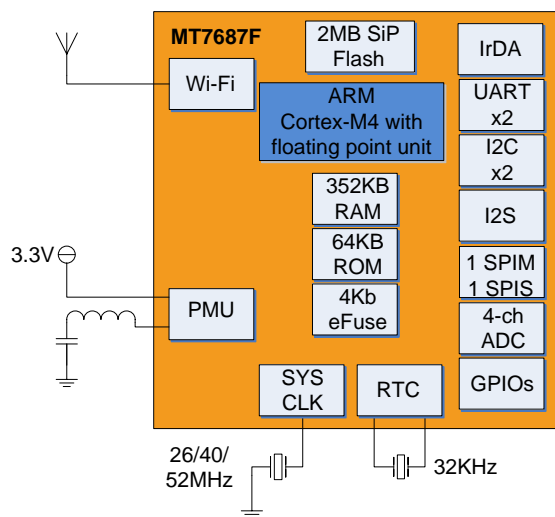 MT7687F
2MB SiP
Flash
IrDA
Wi-Fi
ARM
Cortex-M4 with
floating point unit
UART
x2
I2C
x2
352KB
RAM
I2S
64KB
ROM
3.3V
1 SPIM
1 SPIS
PMU
4Kb
eFuse
4-ch
ADC
SYS
CLK
RTC
GPIOs
26/40/
52MHz
32KHz